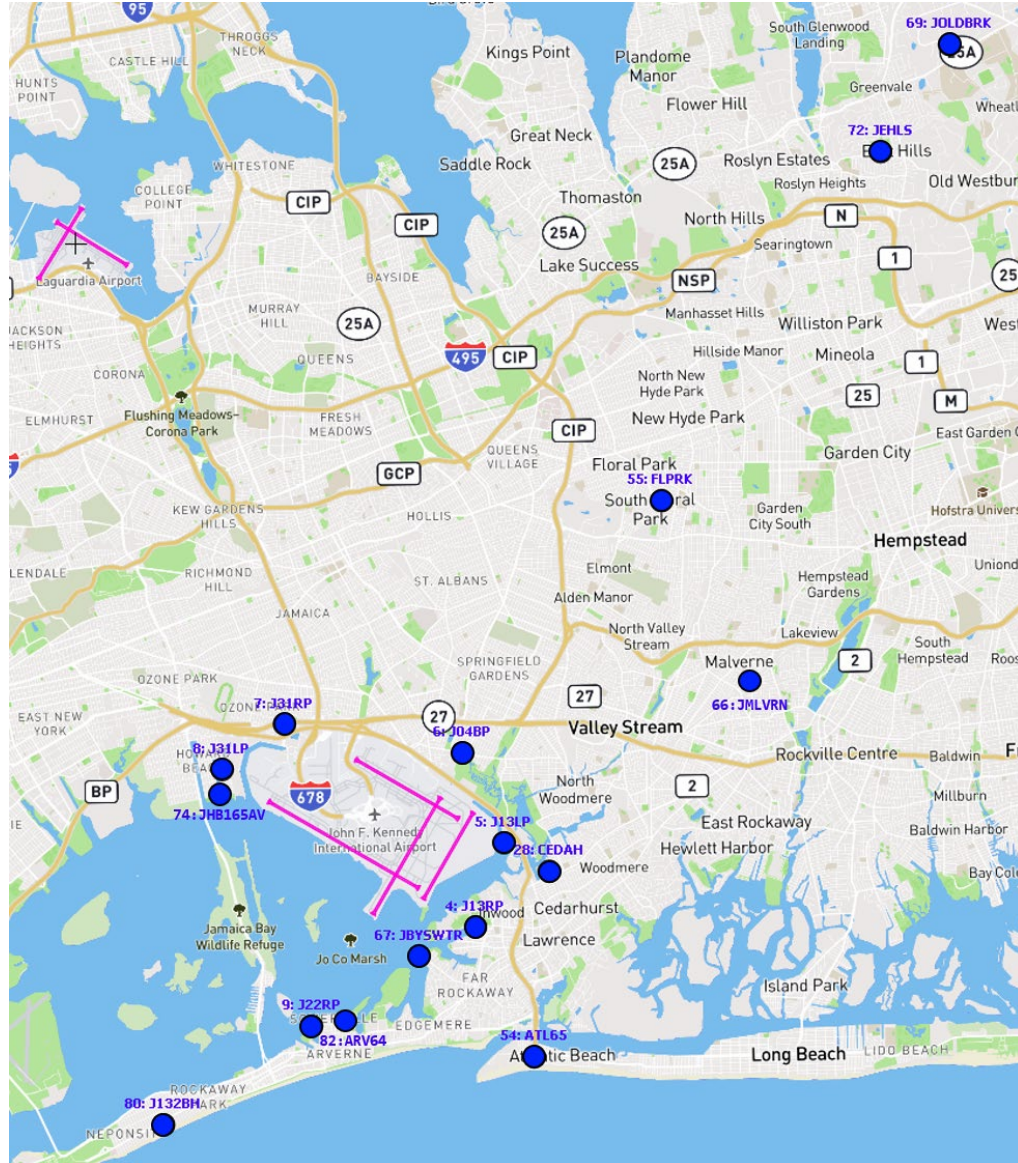 95
THROGGS
NECK
CASTLE HILL
HUNTS
POINT
Kings Point
Plandome
Manor
South Glenwood
Landing
69: JOLDBRK
25A
Greenvale
Flower Hill
Great Neck
Saddle Rock
WHITESTONE
COLLEGE
POINT
CIP
CIP
Thomaston
25A
25A
Roslyn Estates
72: JEHLS
Roslyn Heights
Old Westbur
North Hills
N
Searingtown
1
25
Laguardia Airport
BAYSIDE
Lake Success
NSP
MURRAY
HILL
25A
Manhasset Hills
Williston Park
West
JACKSON
HEIGHTS
QUEENS
495
CIP
Hillside Manor
Mineola
1
CORONA
North New
Hyde Park
25
M
ELMHURST
Flushing Meadows–
Corona Park
FRESH
MEADOWS
New Hyde Park
CIP
East Garden C
Garden City
QUEENS
VILLAGE
GCP
Floral Park
55: FLPRK
Park
KEW GARDENS
HILLS
HOLLIS
Garden
City South
Hofstra Univers
Hempstead
LENDALE
RICHMOND
HILL
ST. ALBANS
Elmont
Hempstead
Gardens
Uniond
Alden Manor
JAMAICA
North Valley
Stream
Lakeview
South
Hempstead
Roos
SPRINGFIELD
GARDENS
Malverne
2
OZONE PARK
66:JMLVRN
7: J31RP
27
27
EAST NEW
YORK
6: J04BP
Valley Stream
Rockville Centre
Baldwin
8: J31LP
BP
678
74:JHB165AV
North
Woodmere
2
Millburn
John F. Kennedy
International Airport
5: J13LP
28: CEDAH
East Rockaway
Hewlett Harbor
Baldwin Harbor
Woodmere
Bay Col
Cedarhurst
4: J13RP
Jamaica Bay
Wildlife Refuge
67: JBYSWTR
Jo Co Marsh
Lawrence
FAR
ROCKAWAY
Island Park
9: J22RP
82:ARV64
EDGEMERE
ARVERNE
54: ATL65
Long Beach
LIDO BEACH
ROCKAWAY
80: J132BH